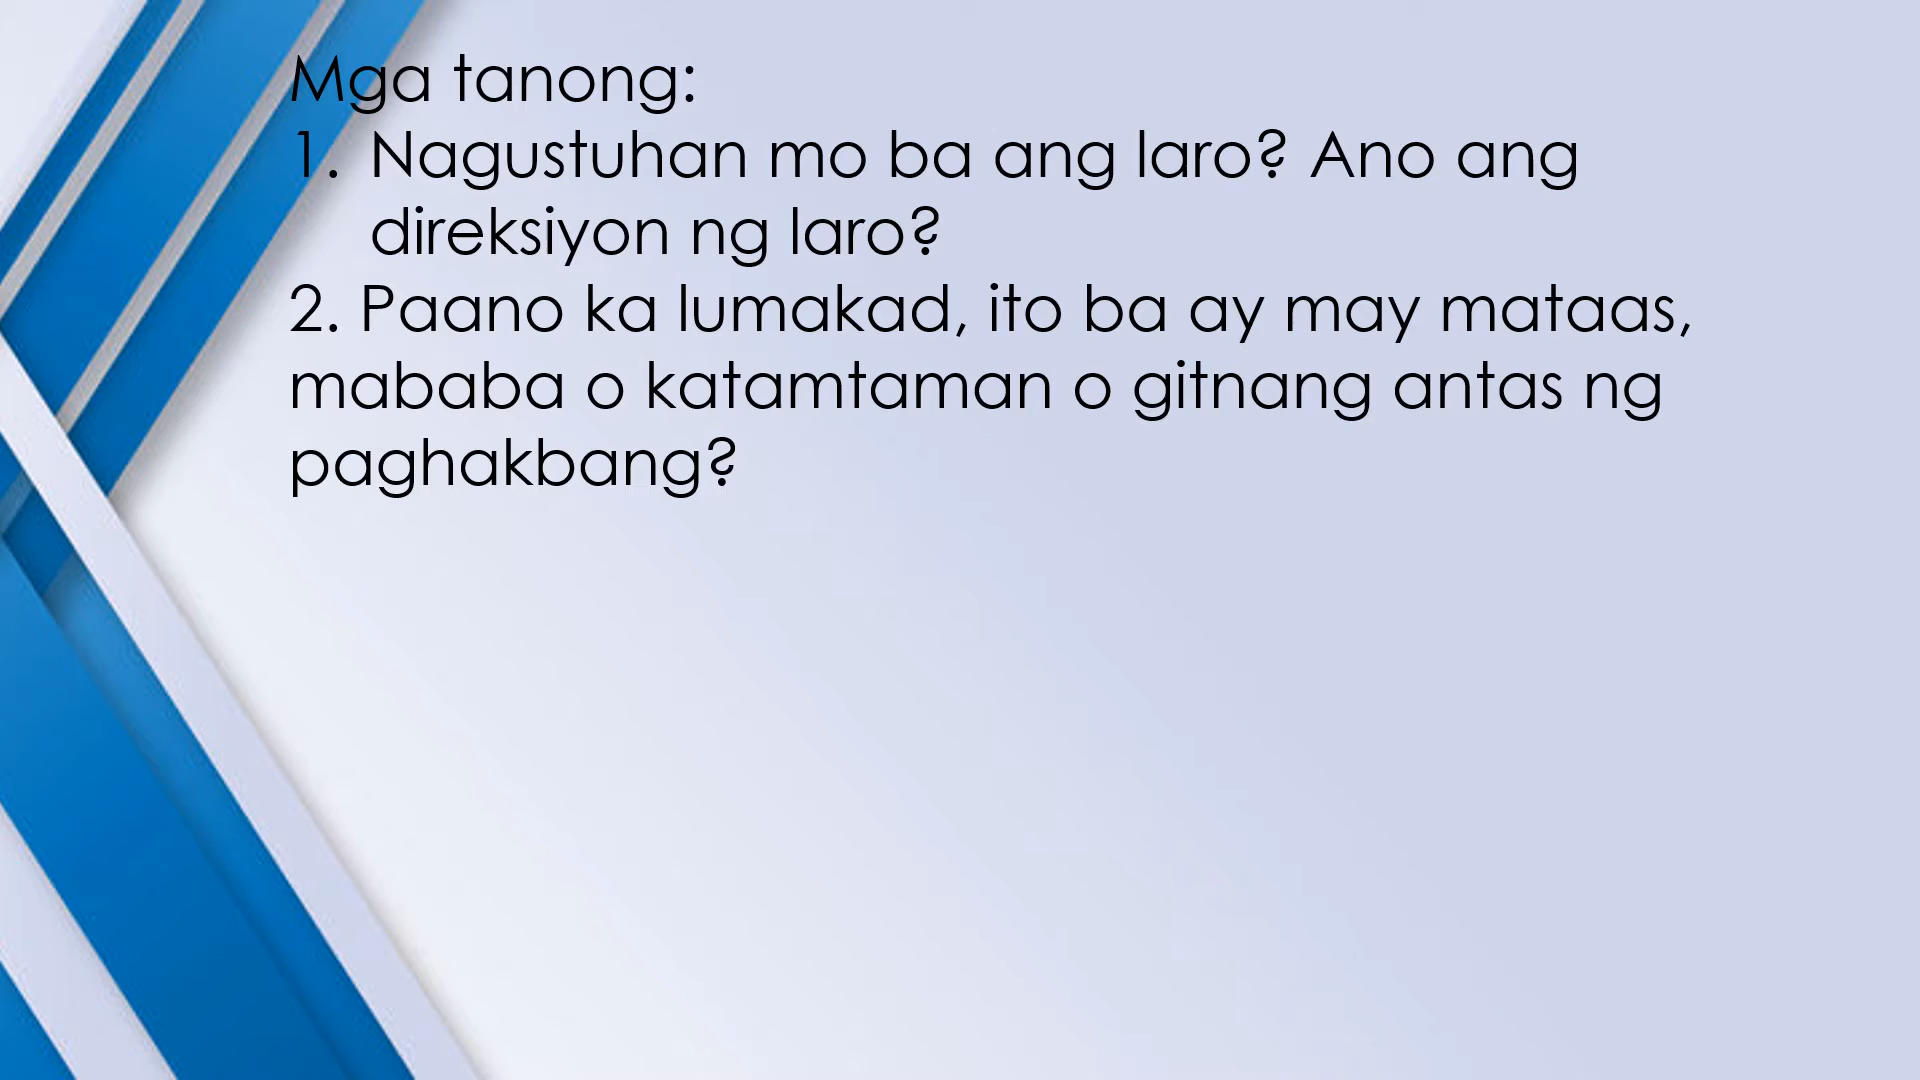 Mga tanong:
1. Nagustuhan mo ba ang laro? Ano ang
direksiyon ng laro?
2. Paano ka lumakad, ito ba ay may mataas,
mababa o katamtaman o gitnang antas ng
paghakbang?